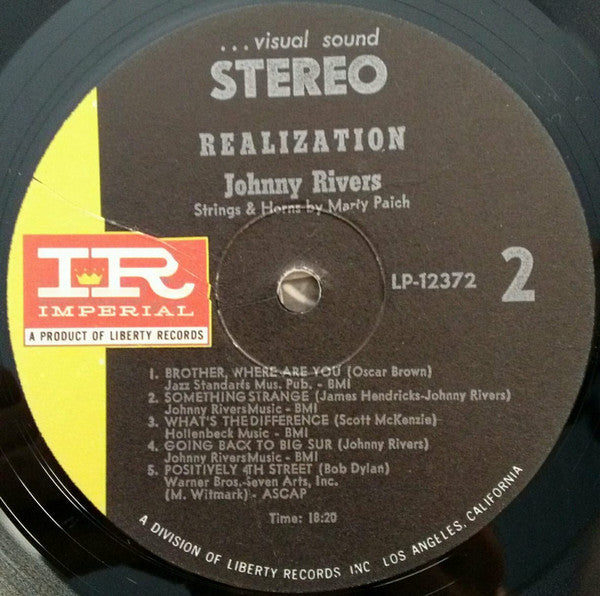 ...visual sound
STEREO
REALIZATION
Johnny Rivers
Strings & Horns by Marty Paich
IR
IMPERIAL
A PRODUCT OF LIBERTY RECORDS
LP-12372 2
1. BROTHER, WHERE ARE YOU (Oscar Brown)
Jazz Standards Mus. Pub. - BMI
2. SOMETHING STRANGE (James Hendricks-Johnny Rivers)
Johnny RiversMusic - BMI
3. WHAT'S THE DIFFERENCE (Scott McKenzie)
Hollenbeck Music - BMI
4. GOING BACK TO BIG SUR (Johnny Rivers)
Johnny RiversMusic - BMI
5. POSITIVELY 4TH STREET (Bob Dylan)
Warner Bros.-Seven Arts, Inc.
(M. Witmark) - ASCAP
Time: 18:20
A DIVISION OF LIBERTY RECORDS INC LOS ANGELES, CALIFORNIA